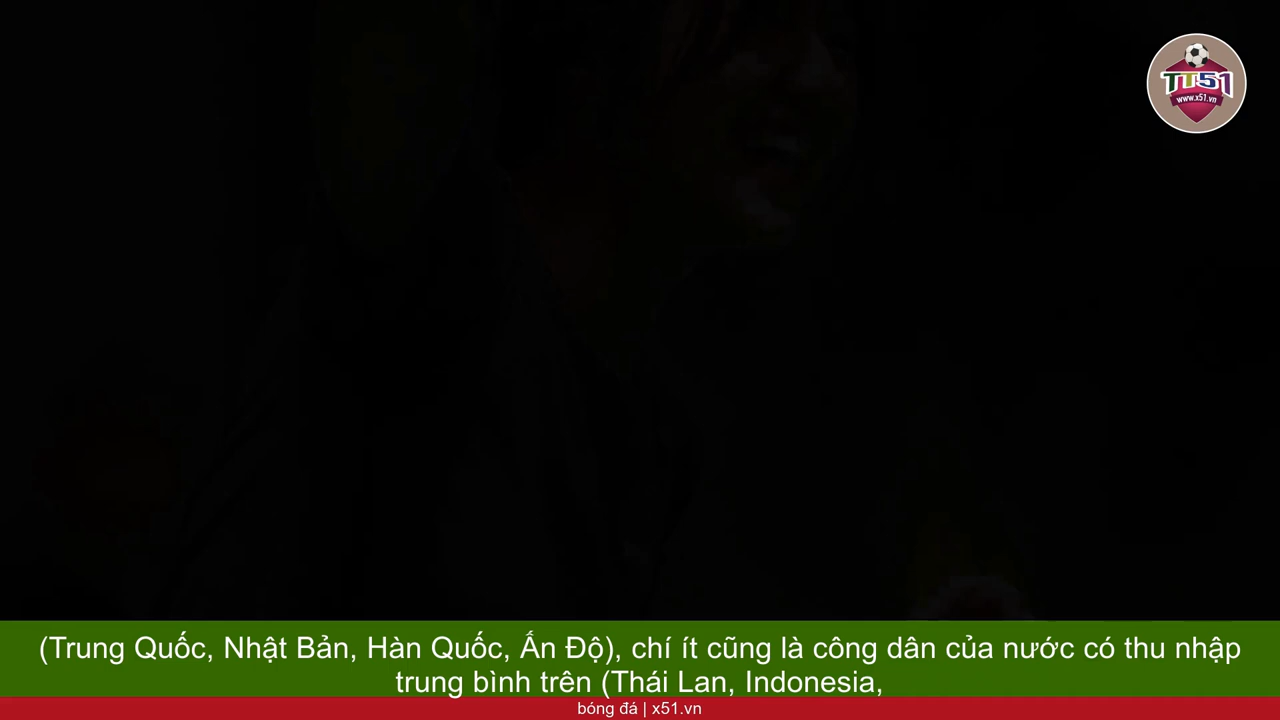 TT51
www.x51.vn
(Trung Quốc, Nhật Bản, Hàn Quốc, Ấn Độ), chí ít cũng là công dân của nước có thu nhập
trung bình trên (Thái Lan, Indonesia,
bóng đá | x51.vn